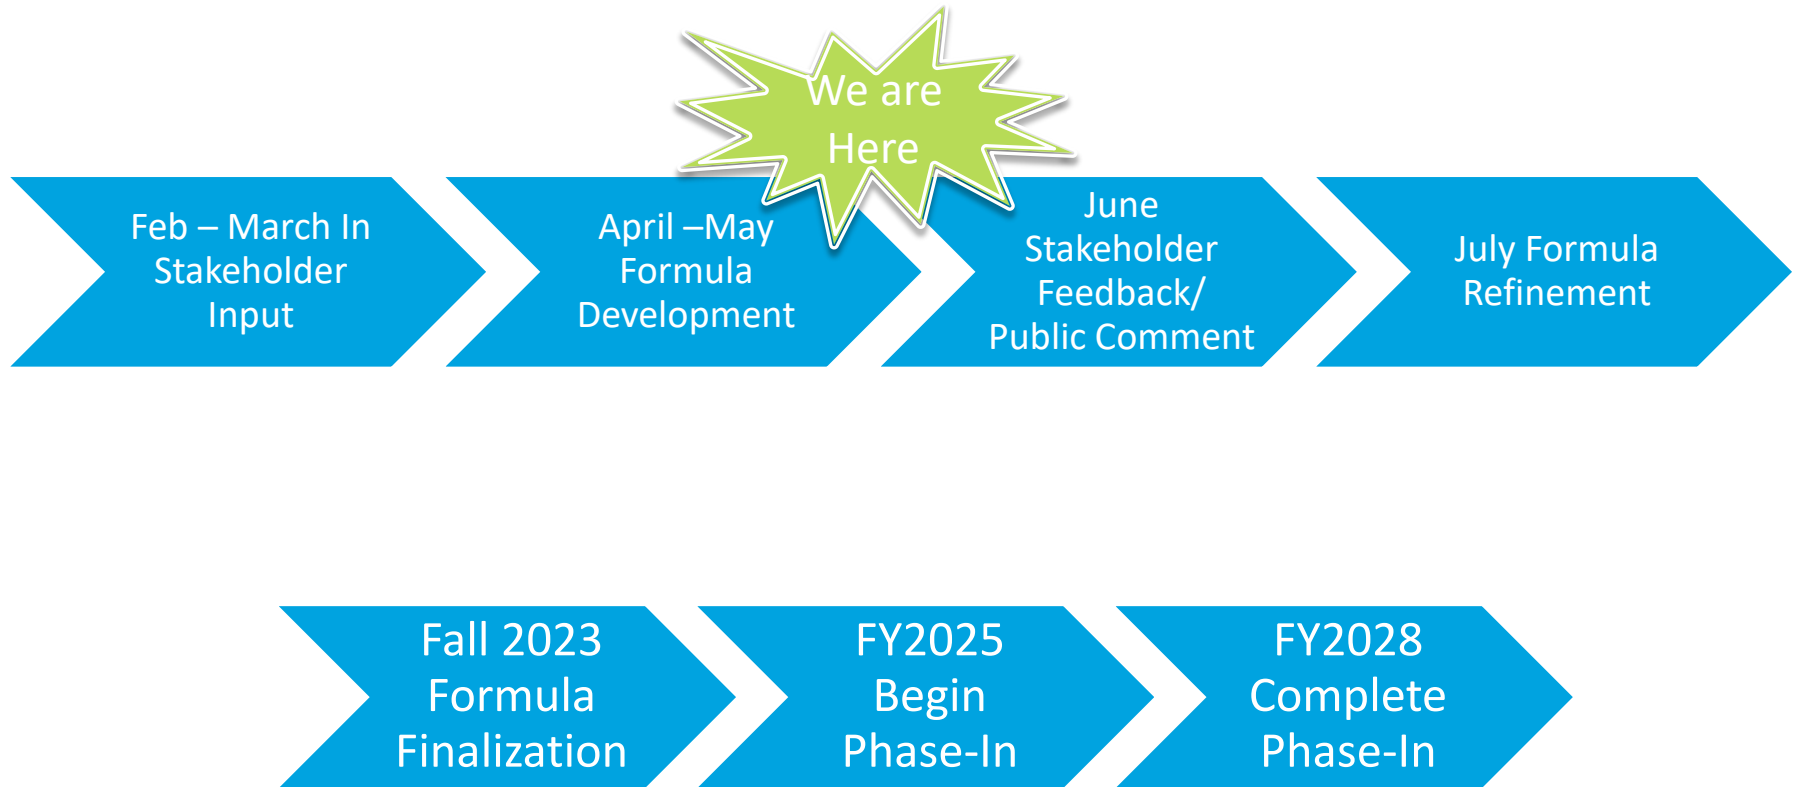 We are
Here
Feb – March In
Stakeholder
Input
April –May
Formula
Development
June
Stakeholder
Feedback/
Public Comment
July Formula
Refinement
Fall 2023
Formula
Finalization
FY2025
Begin
Phase-In
FY2028
Complete
Phase-In